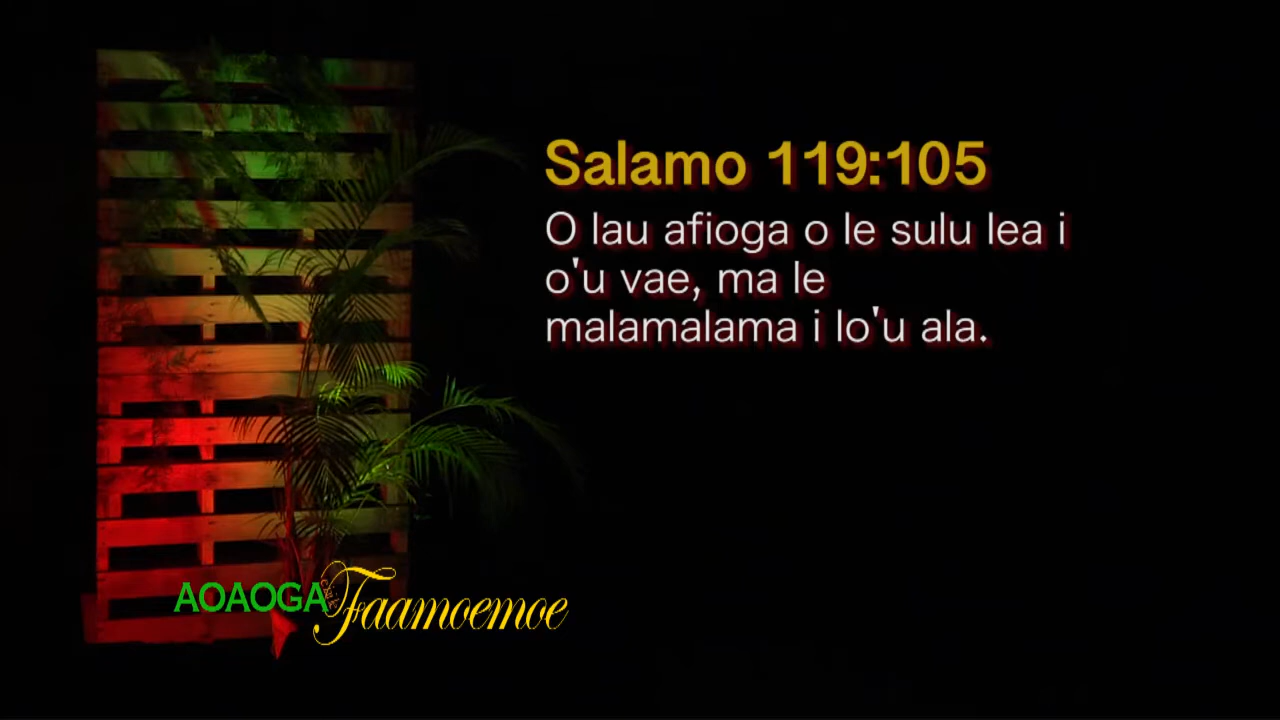 Salamo 119:105
O lau afioga o le sulu lea i
o'u vae, ma le
malamalama i lo'u ala.
AOAOGA Faamoemoe